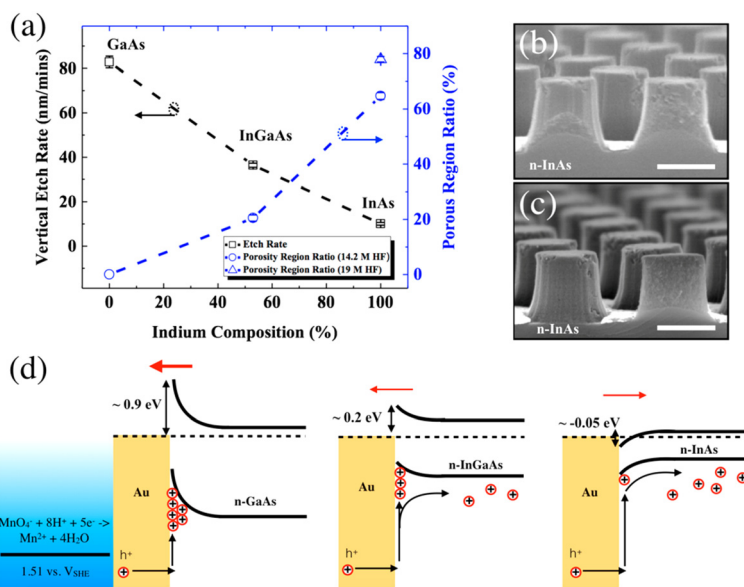 (a)
GaAs
InGaAs
InAs
Vertical Etch Rate (nm/mins)
80
60
40
20
0
Porous Region Ratio (%)
80
60
40
20
0
Etch Rate
Porosity Region Ratio (14.2 M HF)
Porosity Region Ratio (19 M HF)
0 20 40 60 80 100
Indium Composition (%)
(b)
n-InAs
(c)
n-InAs
(d)
~ 0.9 eV
Au
n-GaAs
h⁺
MnO₄⁻ + 8H⁺ + 5e⁻ ->
Mn²⁺ + 4H₂O
1.51 vs. VSHE
~ 0.2 eV
Au
n-InGaAs
h⁺
~ -0.05 eV
Au
n-InAs
h⁺